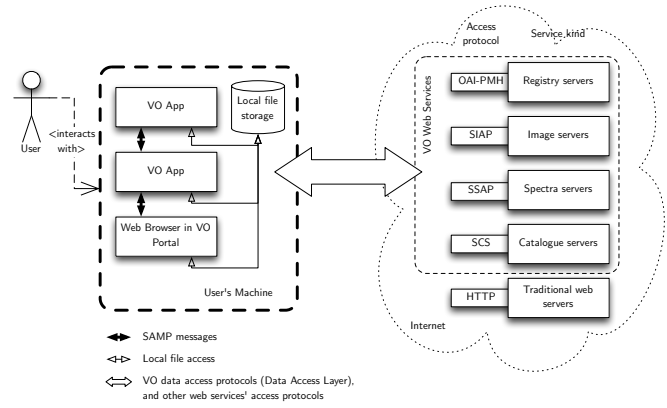 Access
protocol
Service kind
VO Web Services
OAI-PMH
Registry servers
SIAP
Image servers
SSAP
Spectra servers
SCS
Catalogue servers
HTTP
Traditional web
servers
Internet
User
<interacts
with>
VO App
Local file
storage
VO App
Web Browser in VO
Portal
User's Machine
SAMP messages
Local file access
VO data access protocols (Data Access Layer),
and other web services' access protocols